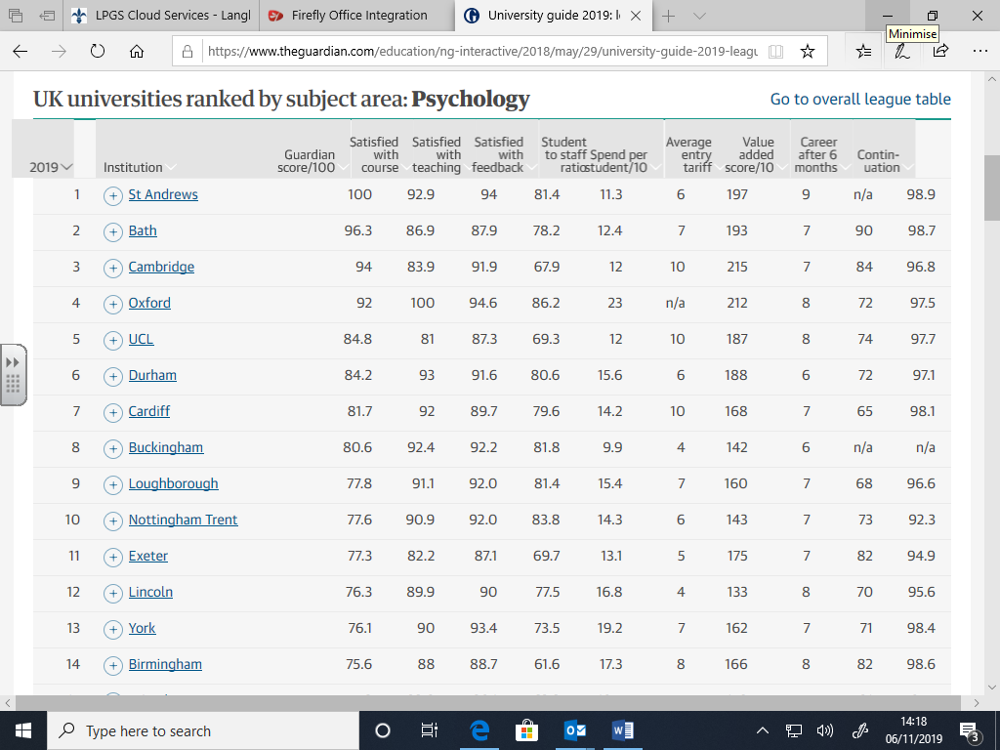 LPGS Cloud Services - Langl
Firefly Office Integration
University guide 2019: l
Minimise
https://www.theguardian.com/education/ng-interactive/2018/may/29/university-guide-2019-leagu
UK universities ranked by subject area: Psychology
Go to overall league table
2019 Institution Guardian score/100 Satisfied with course Satisfied with teaching Satisfied with feedback Student to staff ratio Spend per student/10 Average entry tariff Value added score/10 Career after 6 months Contin- uation
1 St Andrews 100 92.9 94 81.4 11.3 6 197 9 n/a 98.9
2 Bath 96.3 86.9 87.9 78.2 12.4 7 193 7 90 98.7
3 Cambridge 94 83.9 91.9 67.9 12 10 215 7 84 96.8
4 Oxford 92 100 94.6 86.2 23 n/a 212 8 72 97.5
5 UCL 84.8 81 87.3 69.3 12 10 187 8 74 97.7
6 Durham 84.2 93 91.6 80.6 15.6 6 188 6 72 97.1
7 Cardiff 81.7 92 89.7 79.6 14.2 10 168 7 65 98.1
8 Buckingham 80.6 92.4 92.2 81.8 9.9 4 142 6 n/a n/a
9 Loughborough 77.8 91.1 92.0 81.4 15.4 7 160 7 68 96.6
10 Nottingham Trent 77.6 90.9 92.0 83.8 14.3 6 143 7 73 92.3
11 Exeter 77.3 82.2 87.1 69.7 13.1 5 175 7 82 94.9
12 Lincoln 76.3 89.9 90 77.5 16.8 4 133 8 70 95.6
13 York 76.1 90 93.4 73.5 19.2 7 162 7 71 98.4
14 Birmingham 75.6 88 88.7 61.6 17.3 8 166 8 82 98.6
Type here to search
14:18
06/11/2019
3